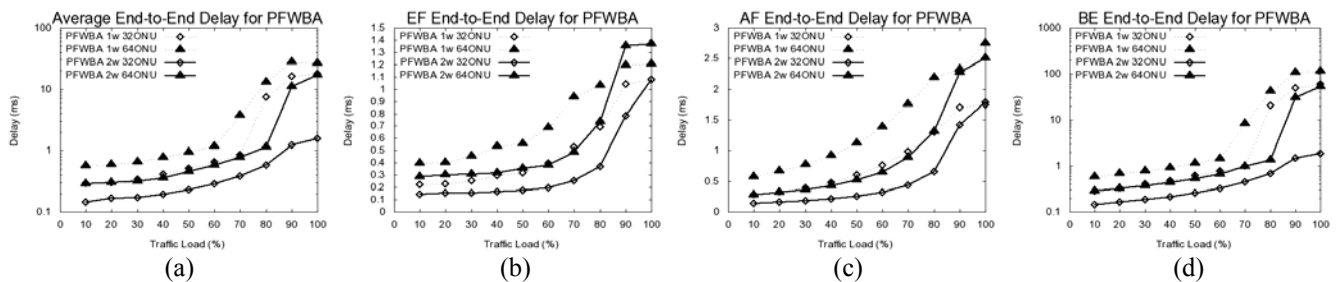 Average End-to-End Delay for PFWBA
PFWBA 1w 32ONU
PFWBA 1w 64ONU
PFWBA 2w 32ONU
PFWBA 2w 64ONU
Delay (ms)
100
10
1
0.1
10 20 30 40 50 60 70 80 90 100
Traffic Load (%)
(a)
EF End-to-End Delay for PFWBA
PFWBA 1w 32ONU
PFWBA 1w 64ONU
PFWBA 2w 32ONU
PFWBA 2w 64ONU
Delay (ms)
1.5
1.4
1.3
1.2
1.1
1
0.9
0.8
0.7
0.6
0.5
0.4
0.3
0.2
0.1
0
10 20 30 40 50 60 70 80 90 100
Traffic Load (%)
(b)
AF End-to-End Delay for PFWBA
PFWBA 1w 32ONU
PFWBA 1w 64ONU
PFWBA 2w 32ONU
PFWBA 2w 64ONU
Delay (ms)
3
2.5
2
1.5
1
0.5
0
10 20 30 40 50 60 70 80 90 100
Traffic Load (%)
(c)
BE End-to-End Delay for PFWBA
PFWBA 1w 32ONU
PFWBA 1w 64ONU
PFWBA 2w 32ONU
PFWBA 2w 64ONU
Delay (ms)
1000
100
10
1
0.1
10 20 30 40 50 60 70 80 90 100
Traffic Load (%)
(d)